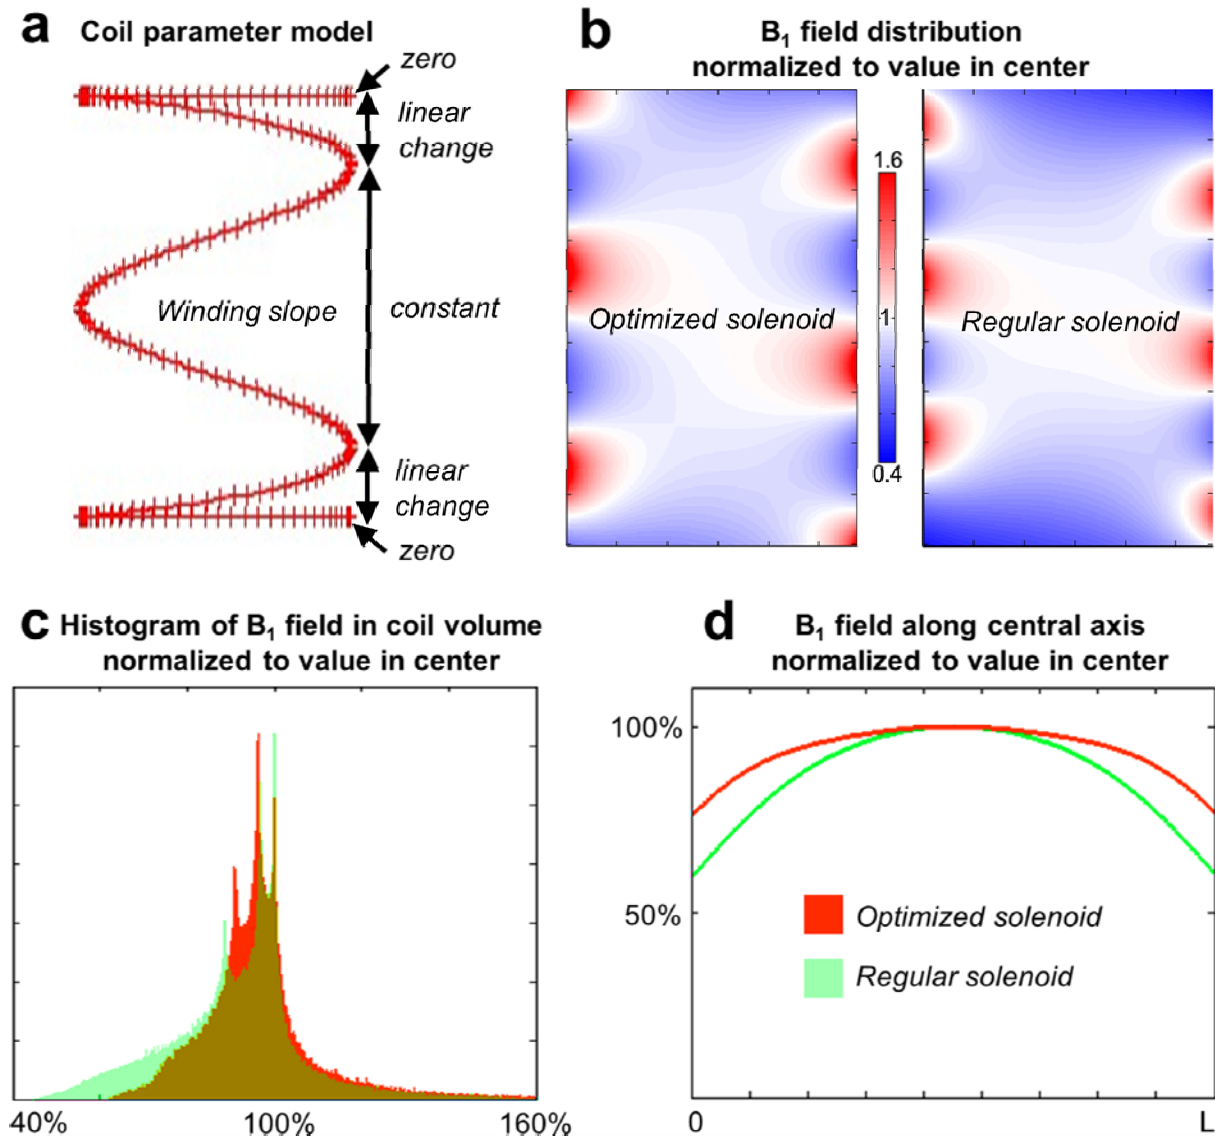 a Coil parameter model
zero
linear
change
Winding slope
constant
linear
change
zero
b B₁ field distribution
normalized to value in center
Optimized solenoid
1.6
1
0.4
Regular solenoid
c Histogram of B₁ field in coil volume
normalized to value in center
40% 100% 160%
d B₁ field along central axis
normalized to value in center
100%
50%
Optimized solenoid
Regular solenoid
0 L